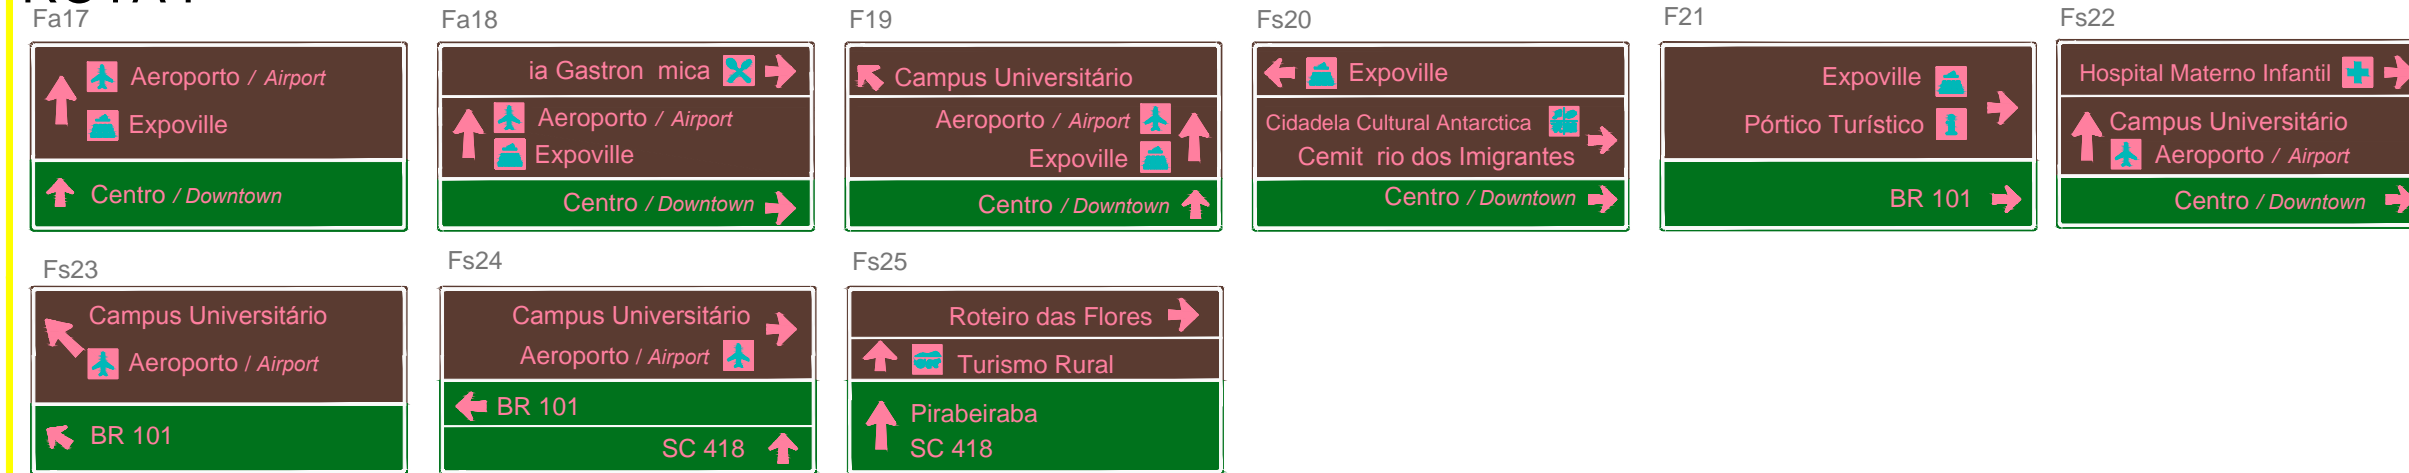 Fa17
Aeroporto / Airport
Expoville
Centro / Downtown
Fa18
ia Gastron mica
Aeroporto / Airport
Expoville
Centro / Downtown
F19
Campus Universitário
Aeroporto / Airport
Expoville
Centro / Downtown
Fs20
Expoville
Cidadela Cultural Antarctica
Cemit rio dos Imigrantes
Centro / Downtown
F21
Expoville
Pórtico Turístico
BR 101
Fs22
Hospital Materno Infantil
Campus Universitário
Aeroporto / Airport
Centro / Downtown
Fs23
Campus Universitário
Aeroporto / Airport
BR 101
Fs24
Campus Universitário
Aeroporto / Airport
BR 101
SC 418
Fs25
Roteiro das Flores
Turismo Rural
Pirabeiraba
SC 418